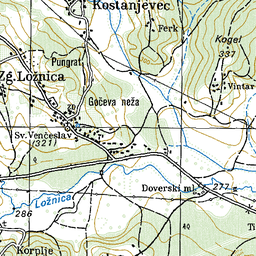 Kostanjevec
Ferk
Kogel
337
Pungrat
Zg. Ložnica
Vintar
Gočeva neža
Sv. Venčeslav
(321)
Doverski ml.
277
Ložnica
286
Korplje